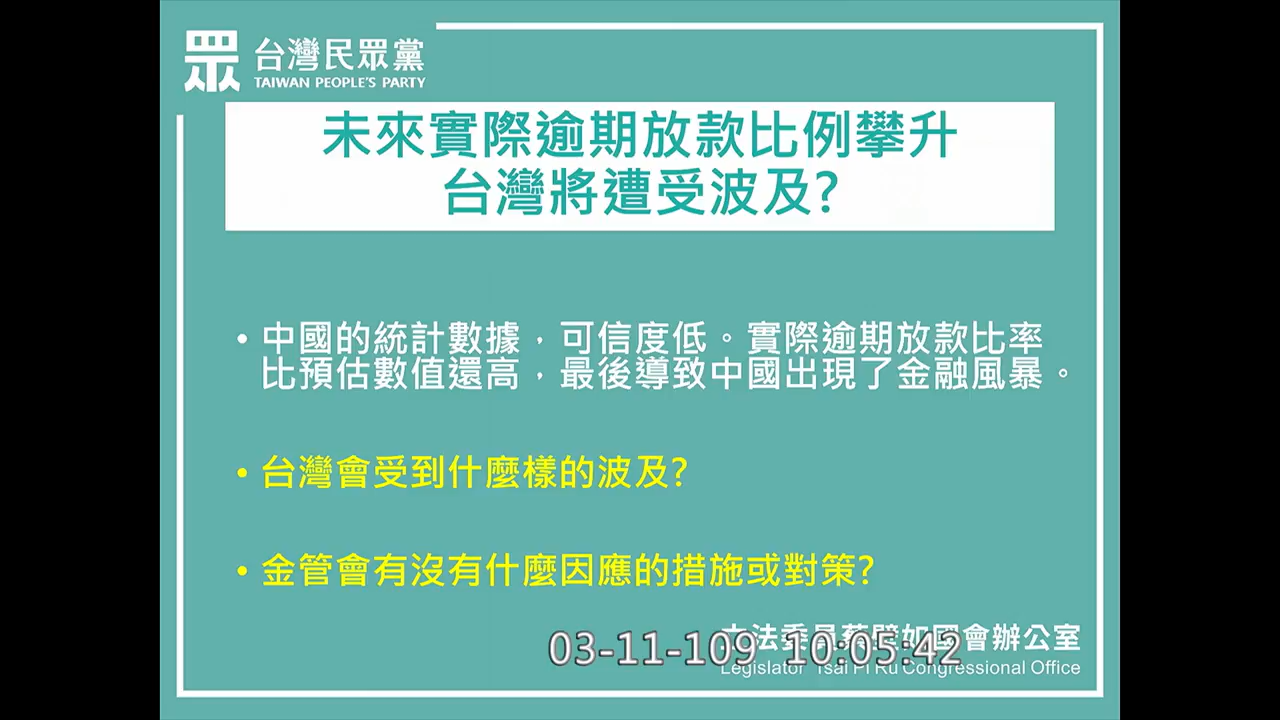 眾 台灣民眾黨
TAIWAN PEOPLE'S PARTY
未來實際逾期放款比例攀升
台灣將遭受波及?
• 中國的統計數據，可信度低。實際逾期放款比率
比預估數值還高，最後導致中國出現了金融風暴。
• 台灣會受到什麼樣的波及?
• 金管會有沒有什麼因應的措施或對策?
立法委員蔡壁如國會辦公室
03-11-109 10:05:42
Legislator Tsai Pi Ru Congressional Office